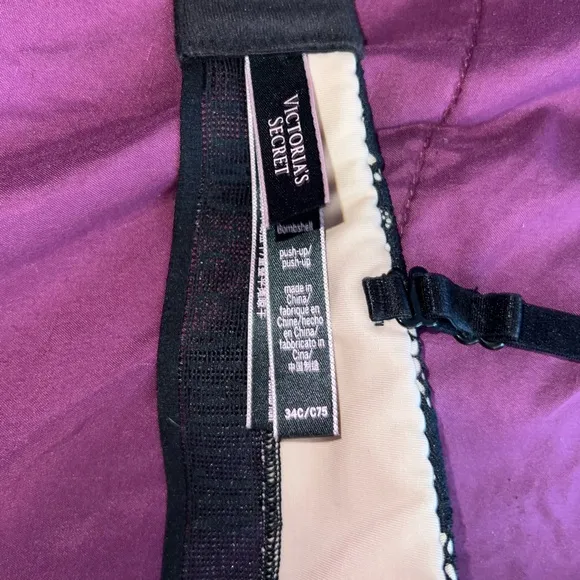 VICTORIA'S
SECRET
Bombshell
push-up/
push-up
made in
China/
fabriqué en
Chine/hecho
en China/
fabbricato in
Cina/
中国制造
34C/C75